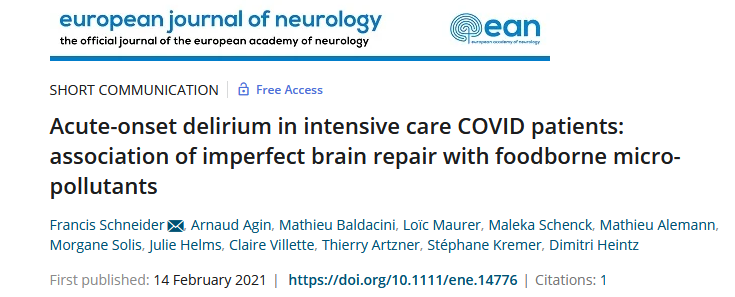 european journal of neurology
the official journal of the european academy of neurology
ean
european academy of neurology
SHORT COMMUNICATION Free Access
Acute-onset delirium in intensive care COVID patients:
association of imperfect brain repair with foodborne micro-
pollutants
Francis Schneider, Arnaud Agin, Mathieu Baldacini, Loïc Maurer, Maleka Schenck, Mathieu Alemann,
Morgane Solis, Julie Helms, Claire Villette, Thierry Artzner, Stéphane Kremer, Dimitri Heintz
First published: 14 February 2021 | https://doi.org/10.1111/ene.14776 | Citations: 1